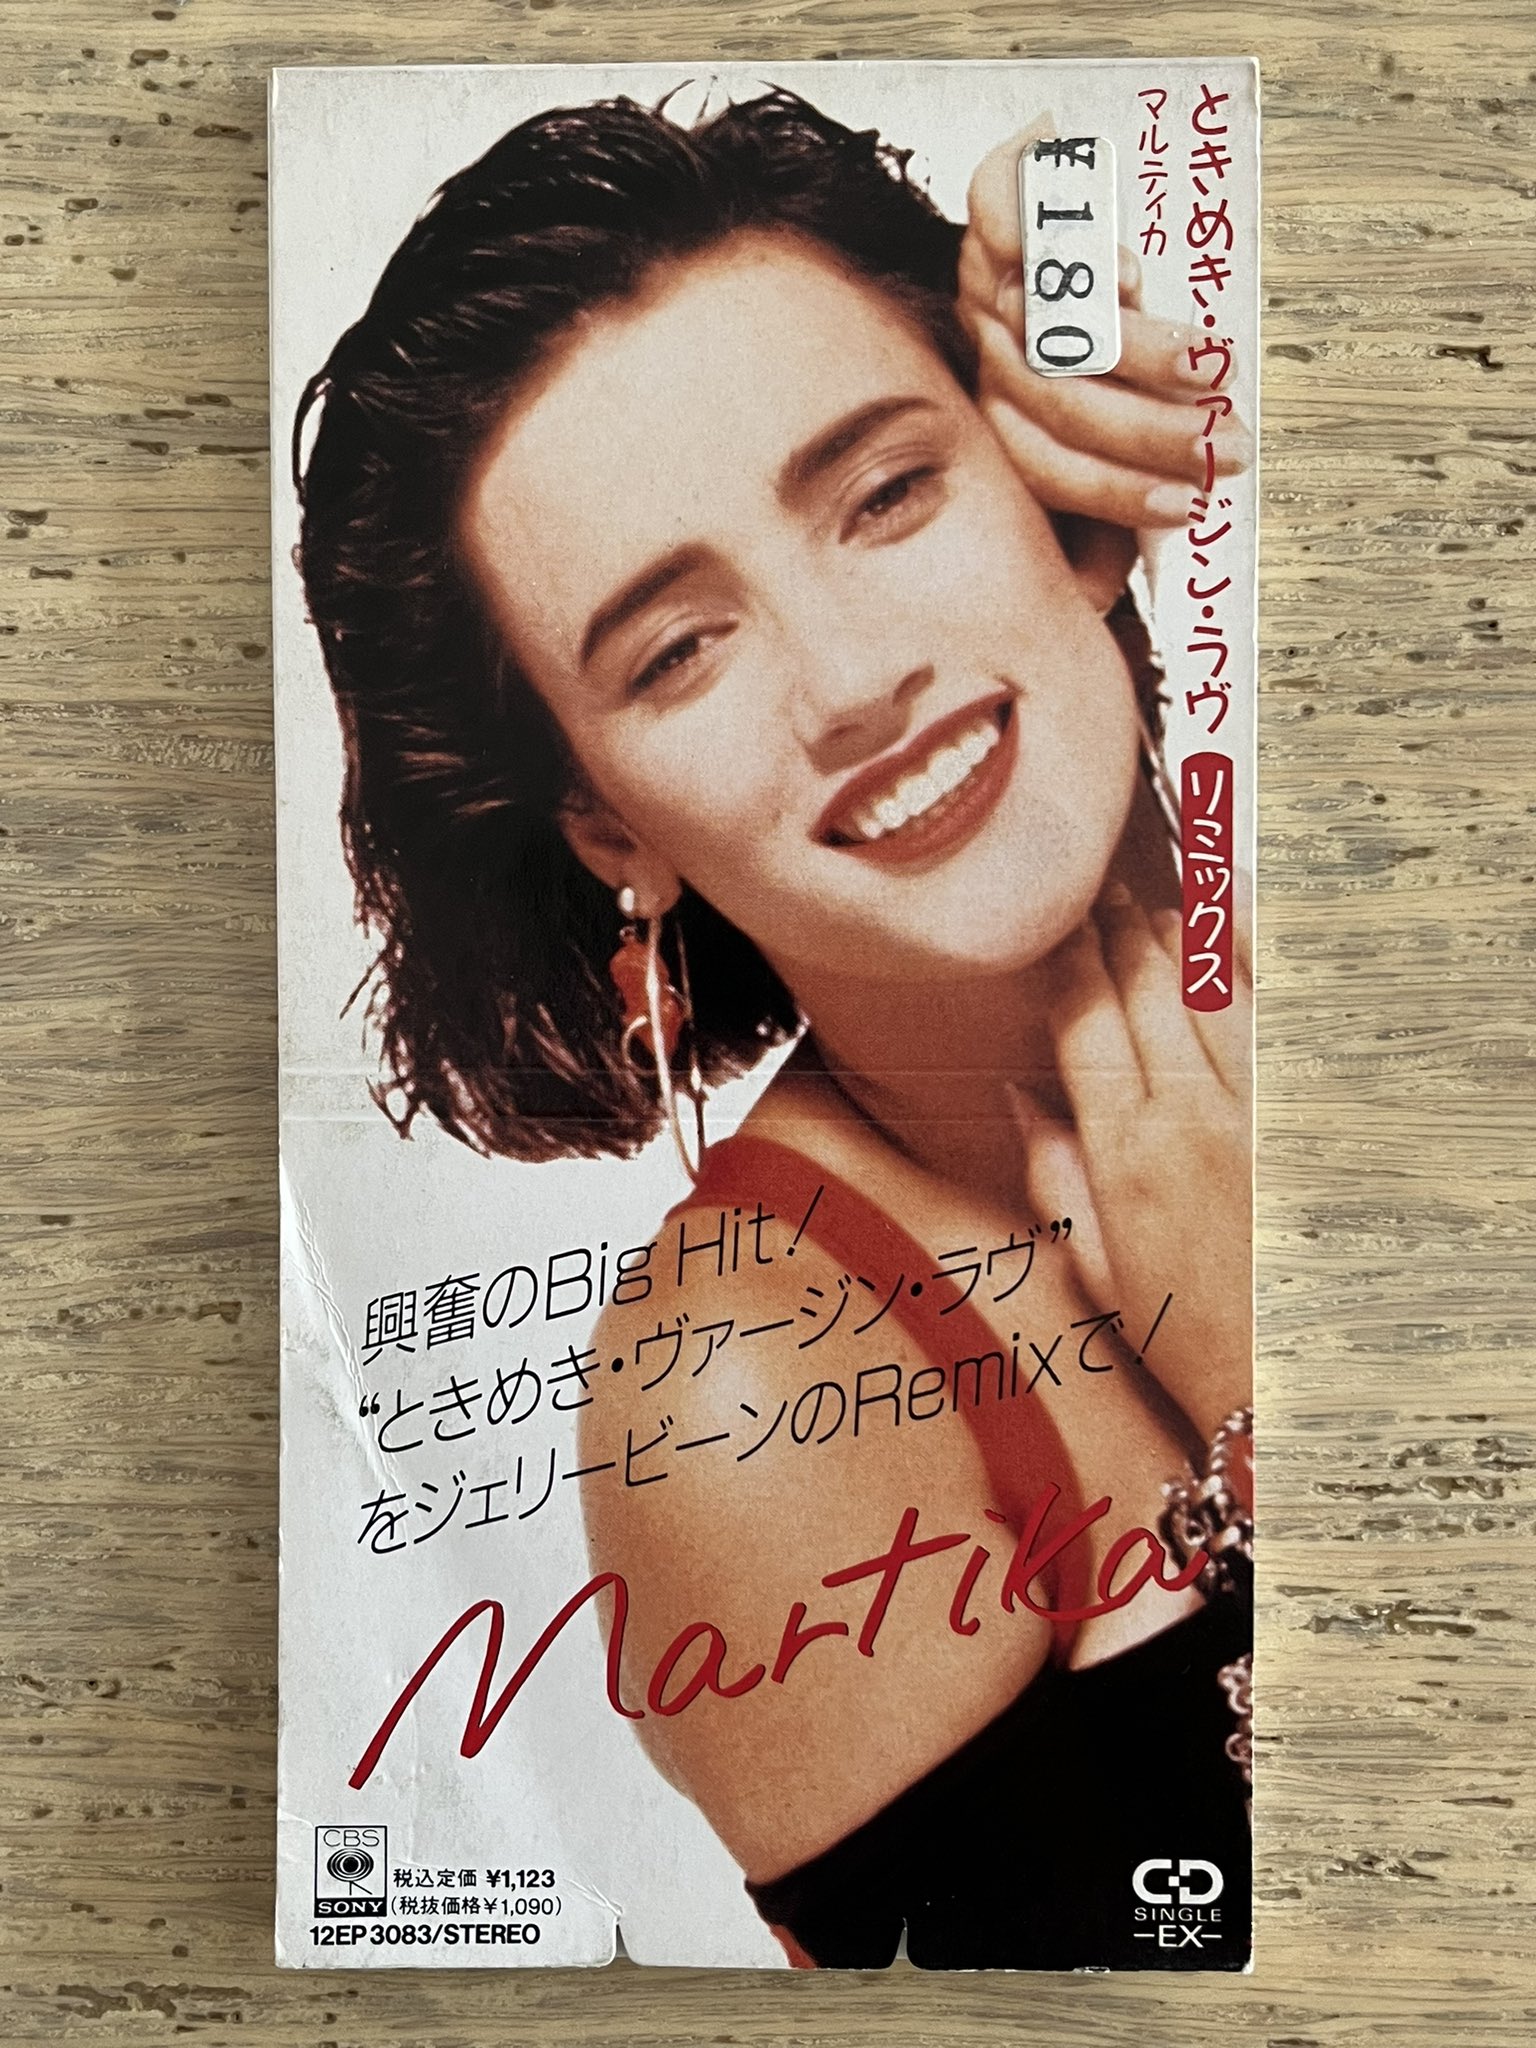 ときめき・ヴァージン・ラヴ リミックス
マルティカ
¥180
興奮のBig Hit!
“ときめき・ヴァージン・ラヴ”
をジェリービーンのRemixで!
Martika
CBS
SONY
税込定価 ¥1,123
(税抜価格¥1,090)
12EP 3083/STEREO
CD
SINGLE
-EX-